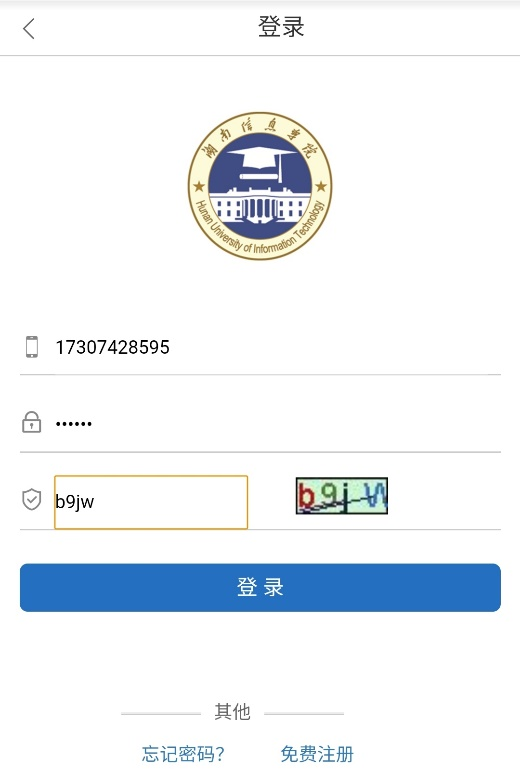 登录
湖南信息学院
Hunan University of Information Technology
17307428595
••••••
b9jw
b9jW
登 录
其他
忘记密码?
免费注册